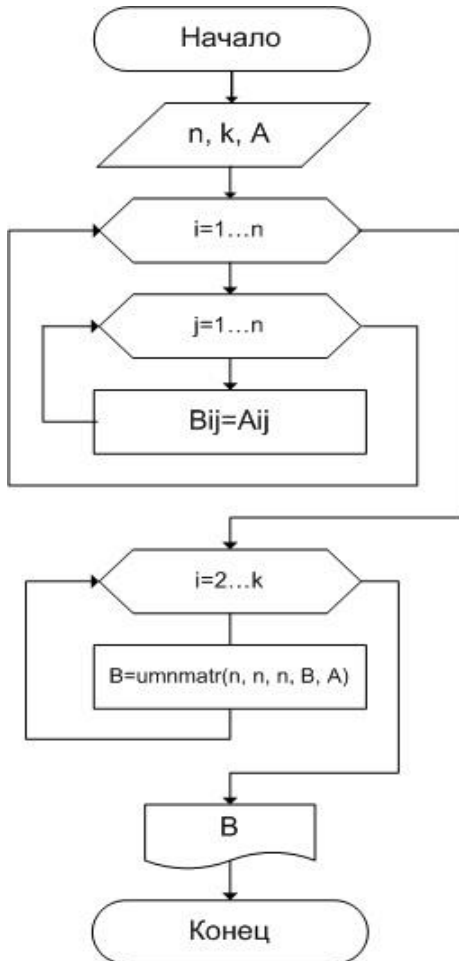 Начало
n, k, A
i=1...n
j=1...n
Bij=Aij
i=2...k
B=umnmatr(n, n, n, B, A)
B
Конец